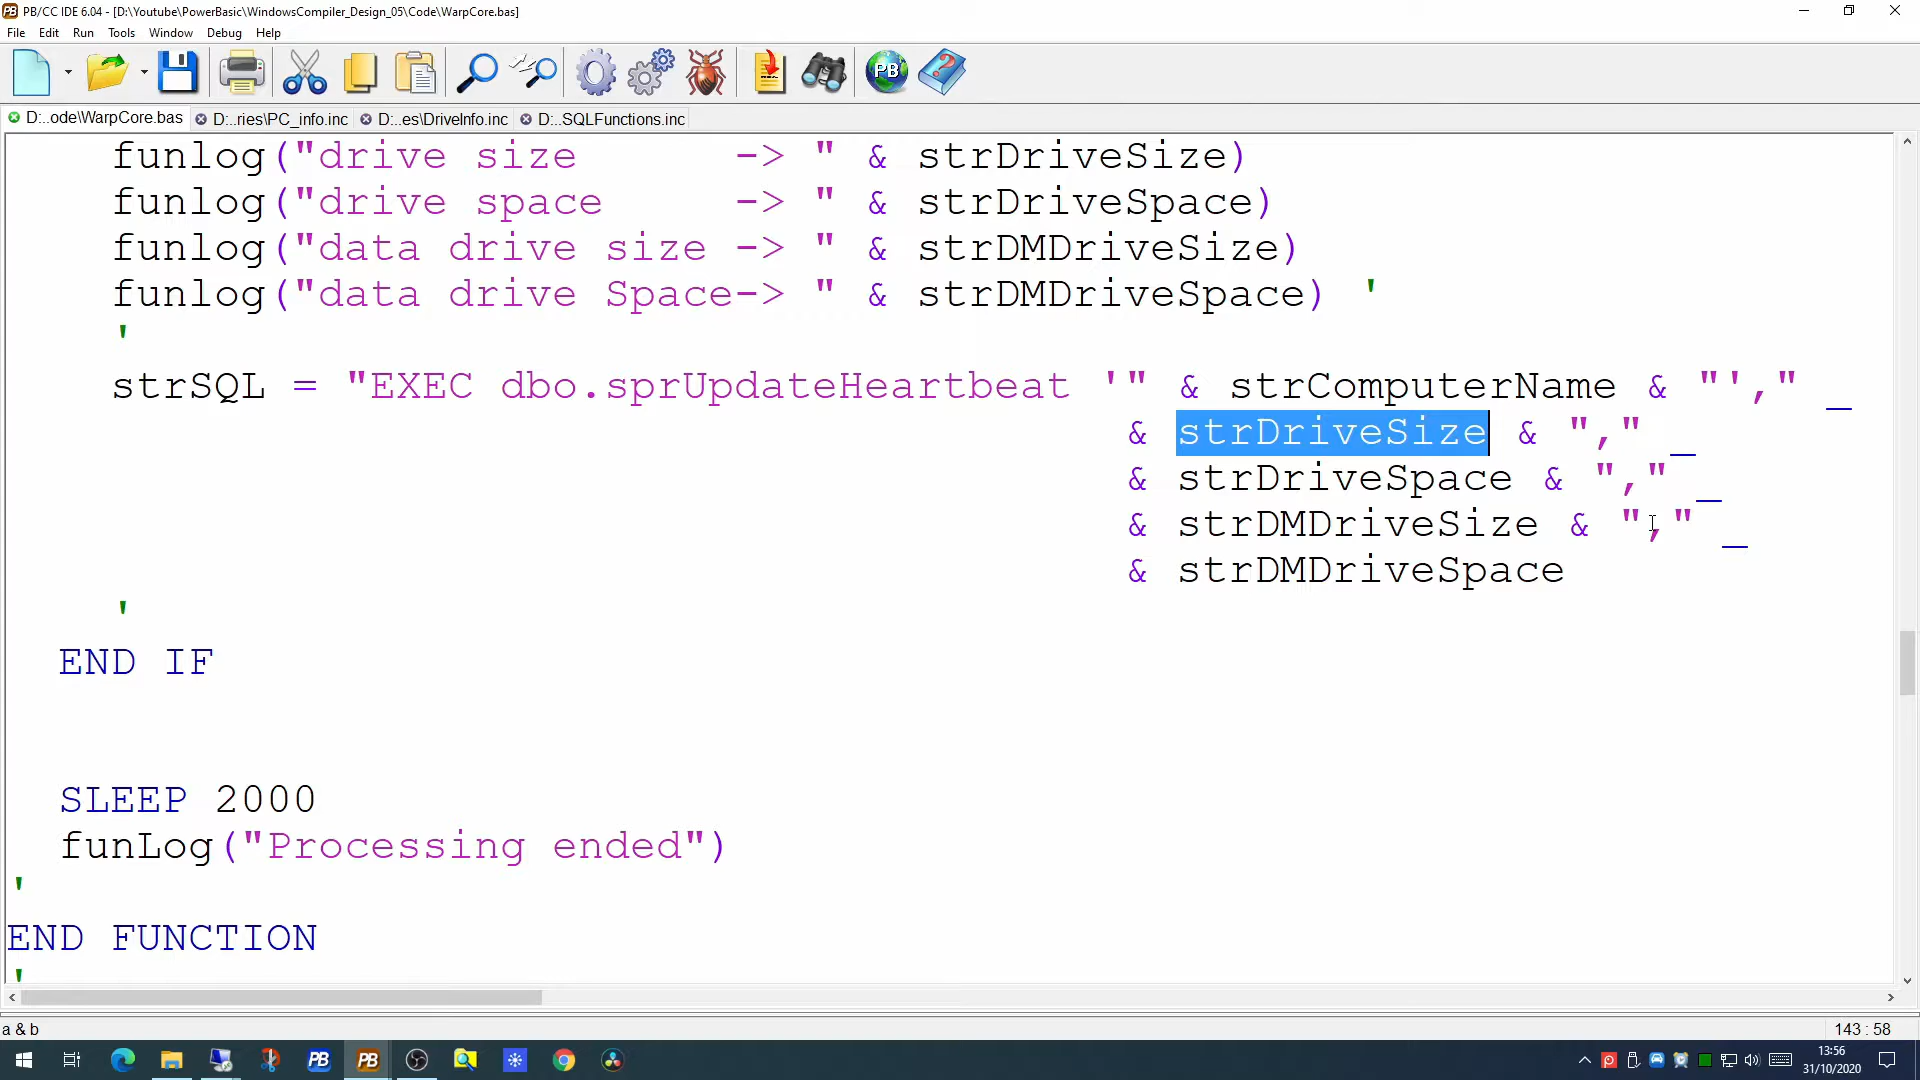 PB/CC IDE 6.04 - [D:\Youtube\PowerBasic\WindowsCompiler_Design_05\Code\WarpCore.bas]
File Edit Run Tools Window Debug Help
PB
D:..ode\WarpCore.bas D:..ries\PC_info.inc D:..es\DriveInfo.inc D:..SQLFunctions.inc
funlog("drive size      -> " & strDriveSize)
funlog("drive space     -> " & strDriveSpace)
funlog("data drive size -> " & strDMDriveSize)
funlog("data drive Space-> " & strDMDriveSpace) '
'
strSQL = "EXEC dbo.sprUpdateHeartbeat '" & strComputerName & "'," _
& strDriveSize & "," _
& strDriveSpace & "," _
& strDMDriveSize & "," _
& strDMDriveSpace
'
END IF
SLEEP 2000
funLog("Processing ended")
'
END FUNCTION
'
a & b 143 : 58
PB PB 13:56
31/10/2020